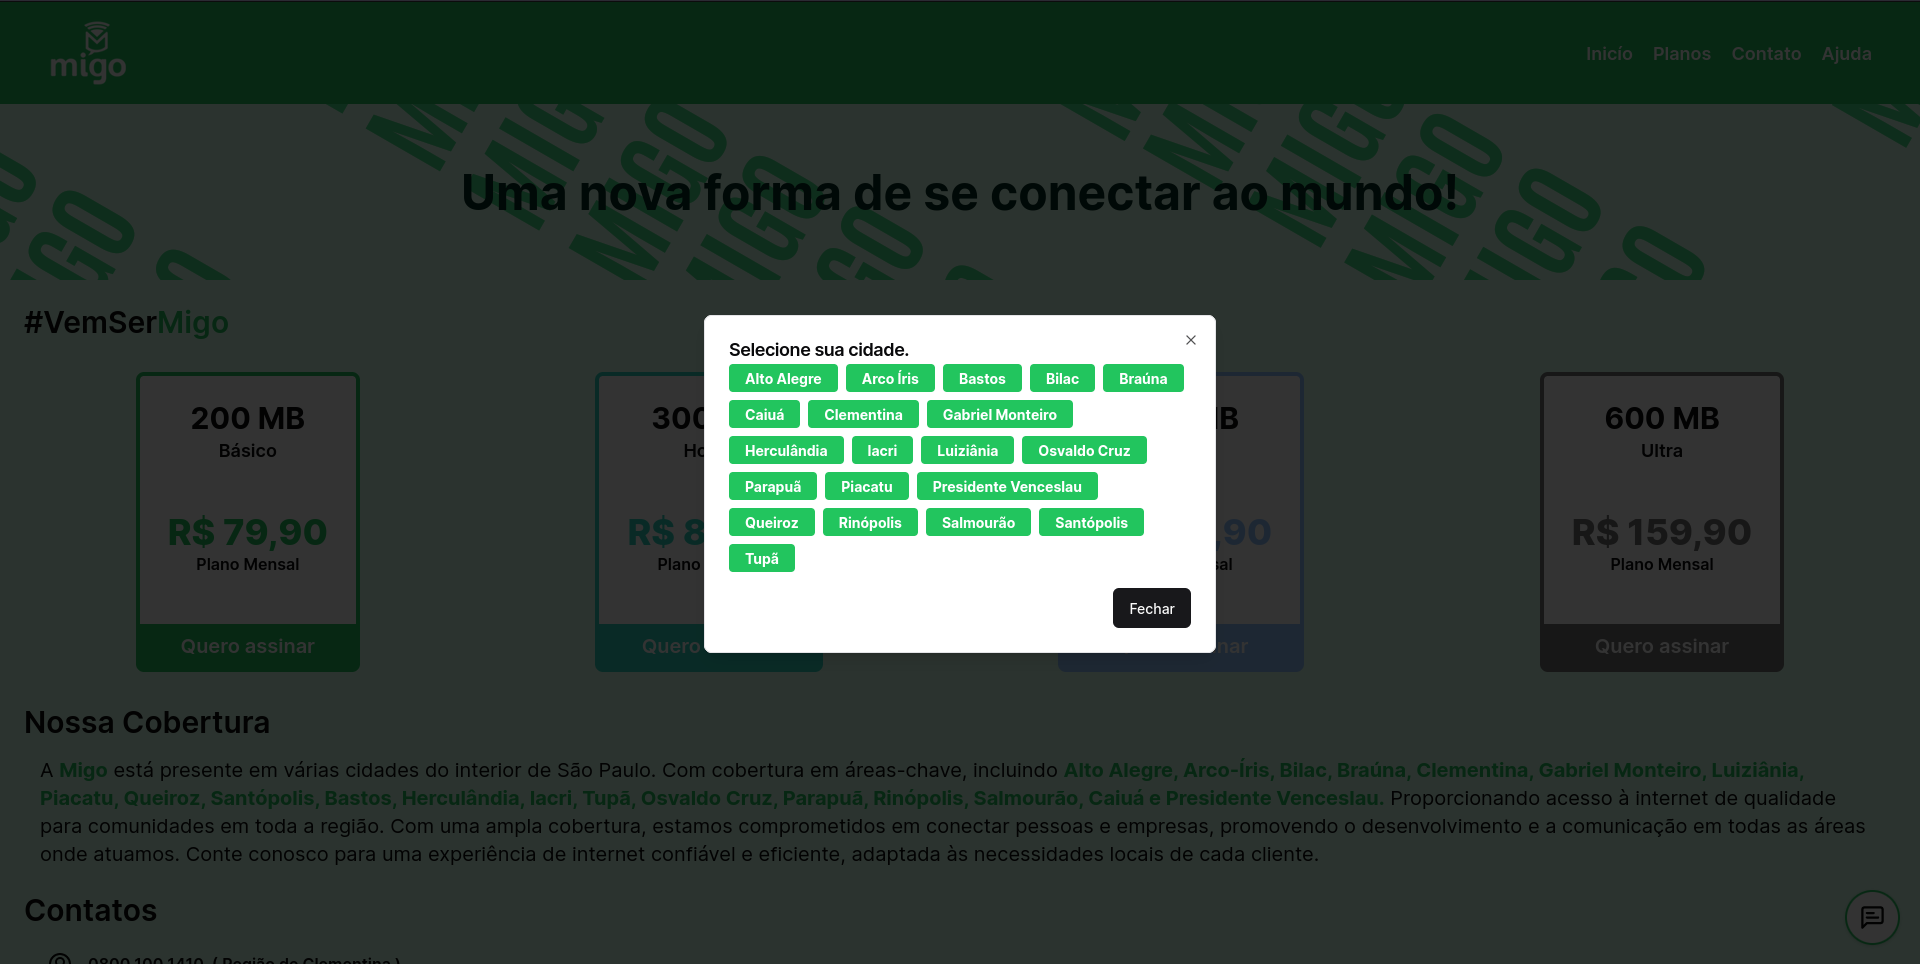 migo
Início Planos Contato Ajuda
MIGO MIGO MIGO MIGO MIGO MIGO
Uma nova forma de se conectar ao mundo!
#VemSerMigo
Selecione sua cidade.
Alto Alegre Arco Íris Bastos Bilac Braúna
Caiuá Clementina Gabriel Monteiro
Herculândia Iacri Luiziânia Osvaldo Cruz
Parapuã Piacatu Presidente Venceslau
Queiroz Rinópolis Salmourão Santópolis
Tupã
Fechar
200 MB
Básico
R$ 79,90
Plano Mensal
Quero assinar
300
R$ 8
Plano
Quero
,90
600 MB
Ultra
R$ 159,90
Plano Mensal
Quero assinar
Nossa Cobertura
A Migo está presente em várias cidades do interior de São Paulo. Com cobertura em áreas-chave, incluindo Alto Alegre, Arco-Íris, Bilac, Braúna, Clementina, Gabriel Monteiro, Luiziânia,
Piacatu, Queiroz, Santópolis, Bastos, Herculândia, Iacri, Tupã, Osvaldo Cruz, Parapuã, Rinópolis, Salmourão, Caiuá e Presidente Venceslau. Proporcionando acesso à internet de qualidade
para comunidades em toda a região. Com uma ampla cobertura, estamos comprometidos em conectar pessoas e empresas, promovendo o desenvolvimento e a comunicação em todas as áreas
onde atuamos. Conte conosco para uma experiência de internet confiável e eficiente, adaptada às necessidades locais de cada cliente.
Contatos
0800 100 1410 ( Região de Clementina )